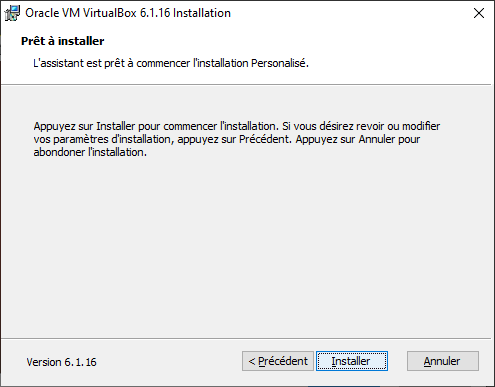 Oracle VM VirtualBox 6.1.16 Installation
Prêt à installer
L'assistant est prêt à commencer l'installation Personalisé.
Appuyez sur Installer pour commencer l'installation. Si vous désirez revoir ou modifier
vos paramètres d'installation, appuyez sur Précédent. Appuyez sur Annuler pour
abondoner l'installation.
Version 6.1.16
< Précédent
Installer
Annuler